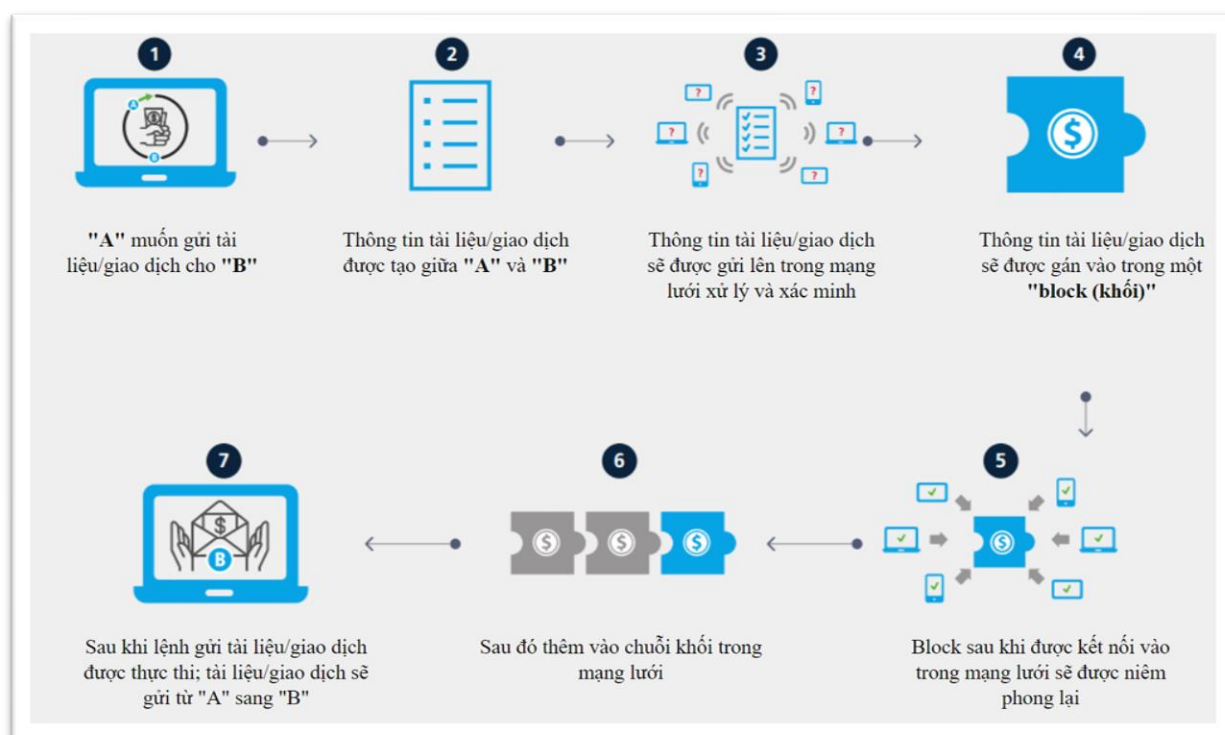 1
2
3
4
A
B
? ? ? ? ? ?
$
"A" muốn gửi tài
liệu/giao dịch cho "B"
Thông tin tài liệu/giao dịch
được tạo giữa "A" và "B"
Thông tin tài liệu/giao dịch
sẽ được gửi lên trong mạng
lưới xử lý và xác minh
Thông tin tài liệu/giao dịch
sẽ được gán vào trong một
"block (khối)"
7
6
5
$
B
$ $ $
$
Sau khi lệnh gửi tài liệu/giao dịch
được thực thi; tài liệu/giao dịch sẽ
gửi từ "A" sang "B"
Sau đó thêm vào chuỗi khối trong
mạng lưới
Block sau khi được kết nối vào
trong mạng lưới sẽ được niêm
phong lại